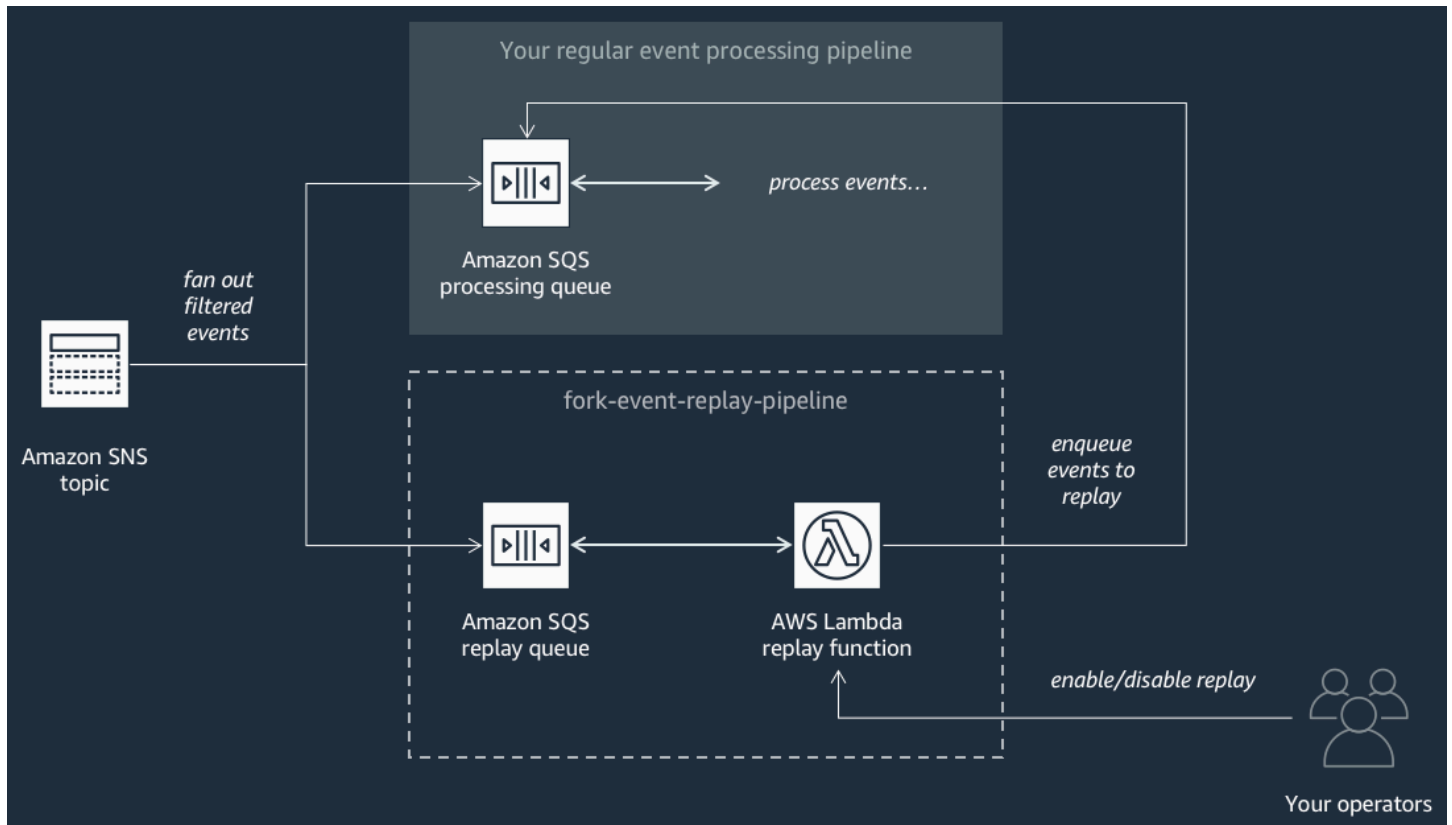 Your regular event processing pipeline
process events...
Amazon SQS
processing queue
fan out
filtered
events
Amazon SNS
topic
fork-event-replay-pipeline
enqueue
events to
replay
Amazon SQS
replay queue
AWS Lambda
replay function
enable/disable replay
Your operators